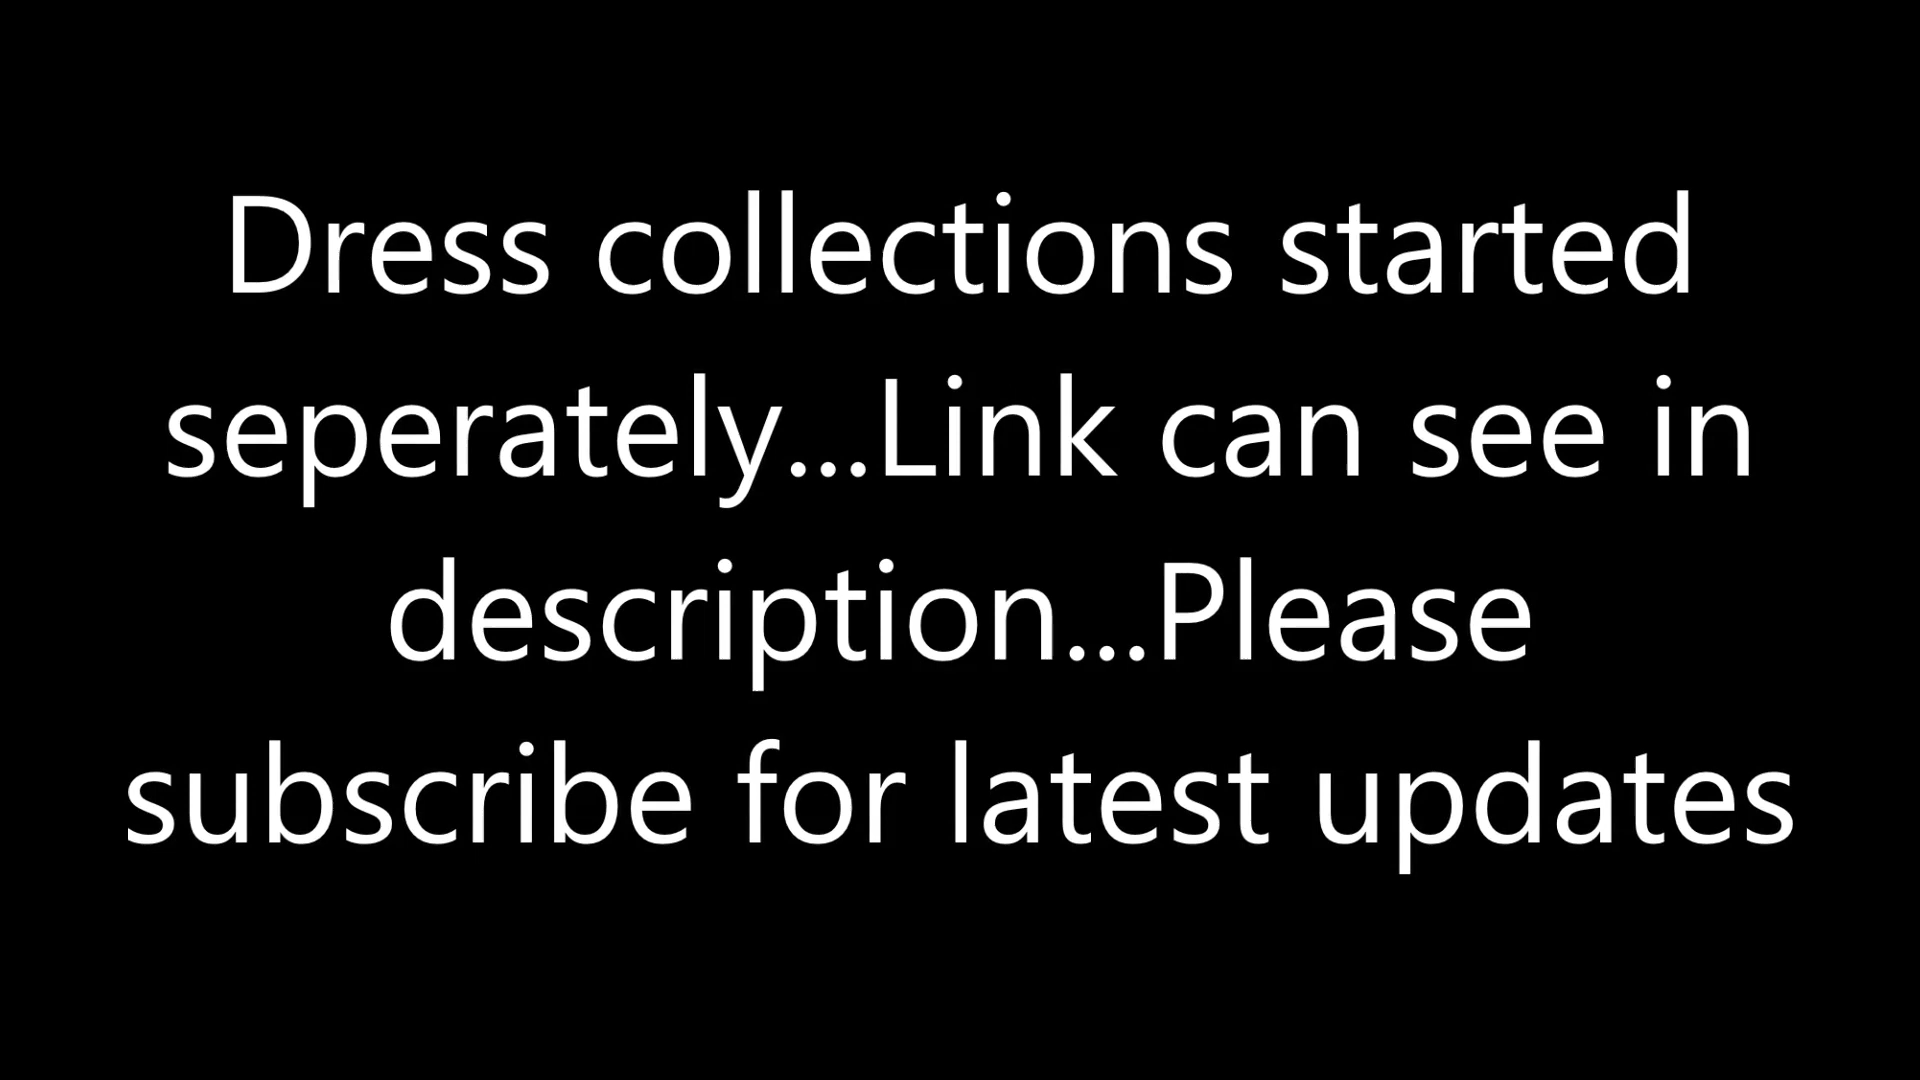 Dress collections started
seperately...Link can see in
description...Please
subscribe for latest updates